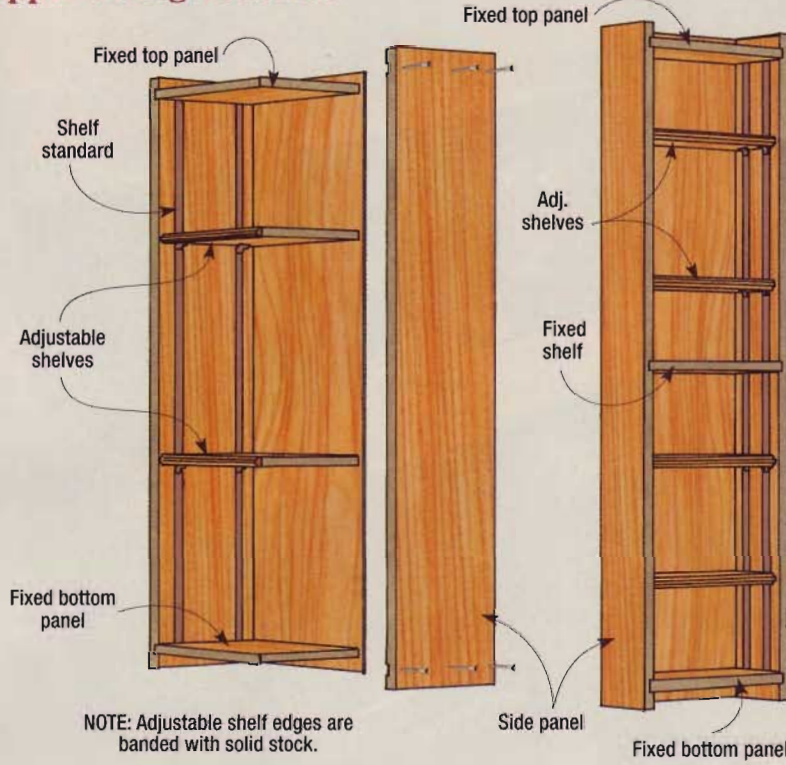 Fixed top panel
Fixed top panel
Shelf
standard
Adj.
shelves
Adjustable
shelves
Fixed
shelf
Fixed bottom
panel
NOTE: Adjustable shelf edges are
banded with solid stock.
Side panel
Fixed bottom panel